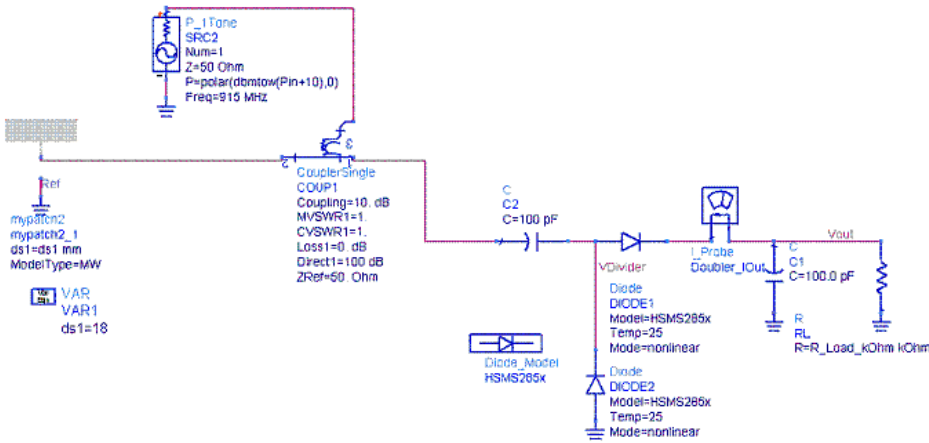 P_1Tone
SRC2
Num=1
Z=50 Ohm
P=polar(dbmtow(Pin+10),0)
Freq=915 MHz
3
2
1
Ref
mypatch2
mypatch2_1
ds1=ds1 mm
ModelType=MW
VAR
VAR1
ds1=18
CouplerSingle
COUP1
Coupling=10. dB
MVSWR1=1.
CVSWR1=1.
Loss1=0. dB
Direct1=100 dB
ZRef=50. Ohm
C
C2
C=100 pF
VDivider
I_Probe
Doubler_IOut
Vout
C
C1
C=100.0 pF
R
RL
R=R_Load_kOhm kOhm
Diode
DIODE1
Model=HSMS285x
Temp=25
Mode=nonlinear
Diode_Model
HSMS285x
Diode
DIODE2
Model=HSMS285x
Temp=25
Mode=nonlinear